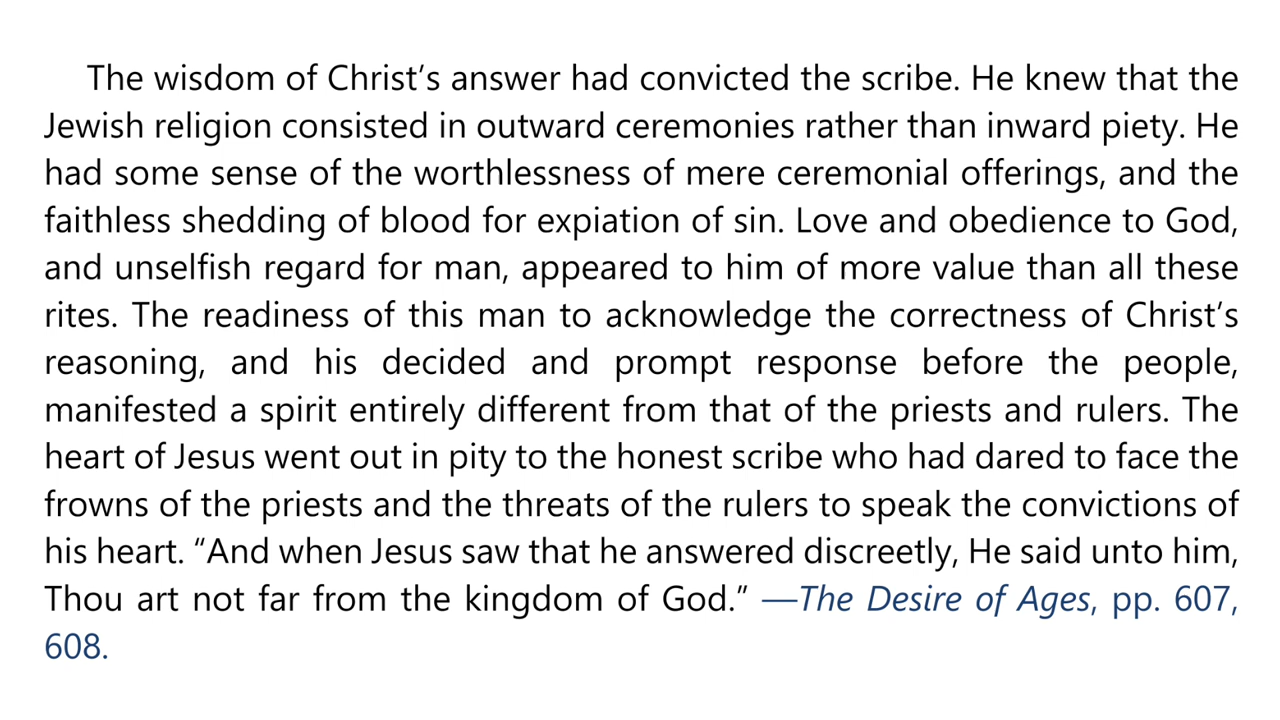 The wisdom of Christ’s answer had convicted the scribe. He knew that the
Jewish religion consisted in outward ceremonies rather than inward piety. He
had some sense of the worthlessness of mere ceremonial offerings, and the
faithless shedding of blood for expiation of sin. Love and obedience to God,
and unselfish regard for man, appeared to him of more value than all these
rites. The readiness of this man to acknowledge the correctness of Christ’s
reasoning, and his decided and prompt response before the people,
manifested a spirit entirely different from that of the priests and rulers. The
heart of Jesus went out in pity to the honest scribe who had dared to face the
frowns of the priests and the threats of the rulers to speak the convictions of
his heart. “And when Jesus saw that he answered discreetly, He said unto him,
Thou art not far from the kingdom of God.” —The Desire of Ages, pp. 607,
608.